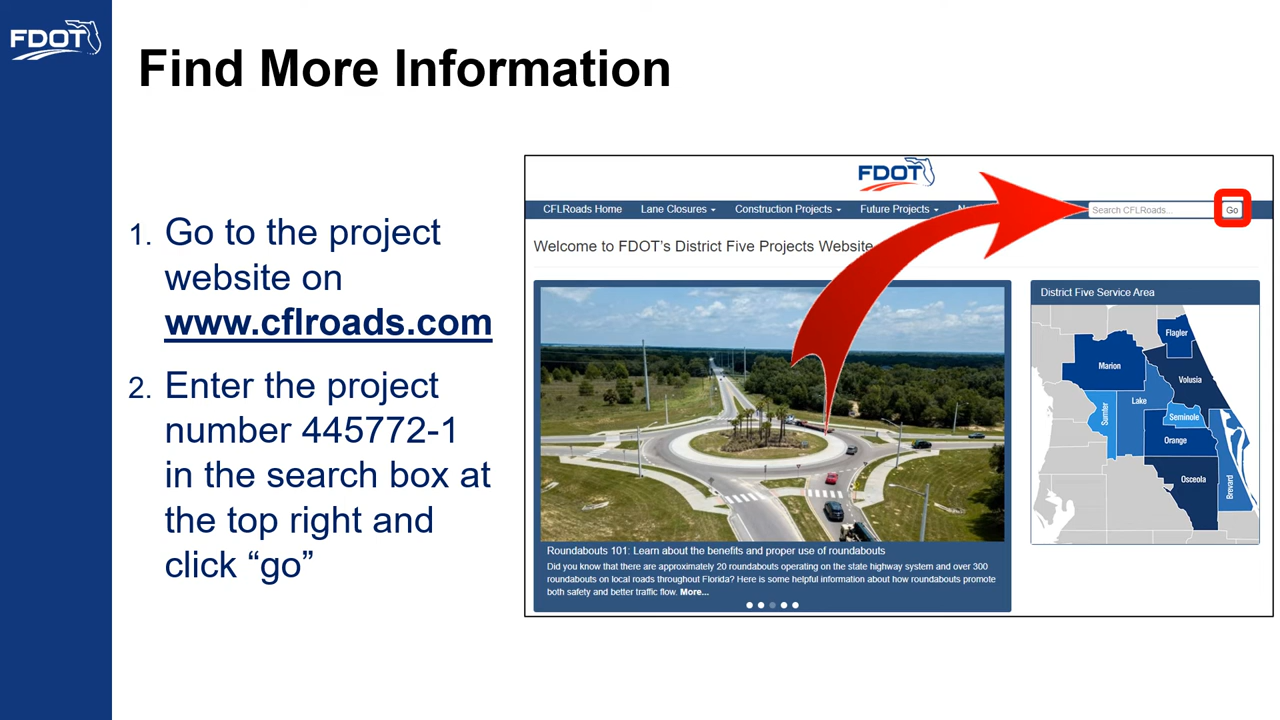 FDOT
Find More Information
1. Go to the project
website on
www.cflroads.com
2. Enter the project
number 445772-1
in the search box at
the top right and
click “go”
FDOT
CFLRoads Home Lane Closures Construction Projects Future Projects Search CFLRoads... Go
Welcome to FDOT's District Five Projects Website
Roundabouts 101: Learn about the benefits and proper use of roundabouts
Did you know that there are approximately 20 roundabouts operating on the state highway system and over 300
roundabouts on local roads throughout Florida? Here is some helpful information about how roundabouts promote
both safety and better traffic flow. More...
District Five Service Area
Flagler
Marion
Volusia
Lake
Sumter
Seminole
Orange
Osceola
Brevard